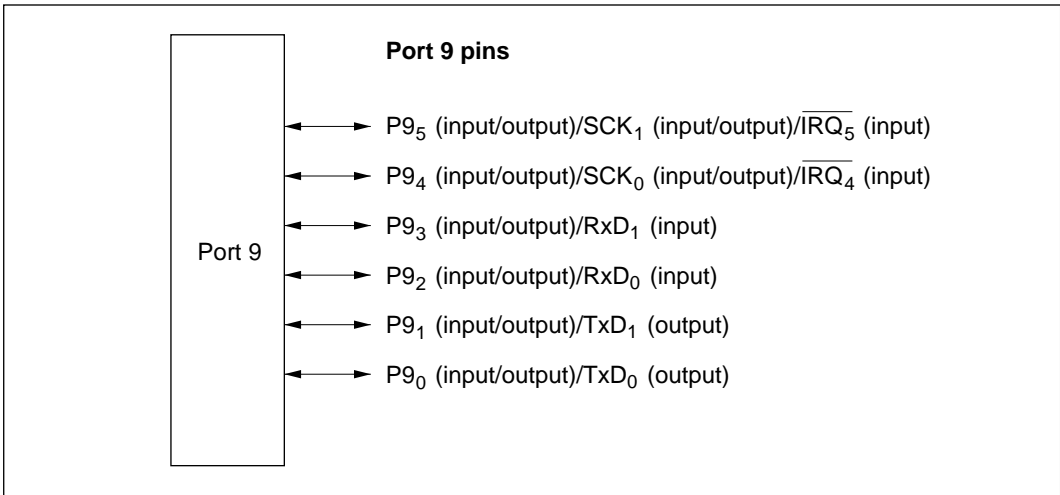 Port 9 pins
P9₅ (input/output)/SCK₁ (input/output)/I̅R̅Q̅₅̅ (input)
P9₄ (input/output)/SCK₀ (input/output)/I̅R̅Q̅₄̅ (input)
P9₃ (input/output)/RxD₁ (input)
Port 9
P9₂ (input/output)/RxD₀ (input)
P9₁ (input/output)/TxD₁ (output)
P9₀ (input/output)/TxD₀ (output)